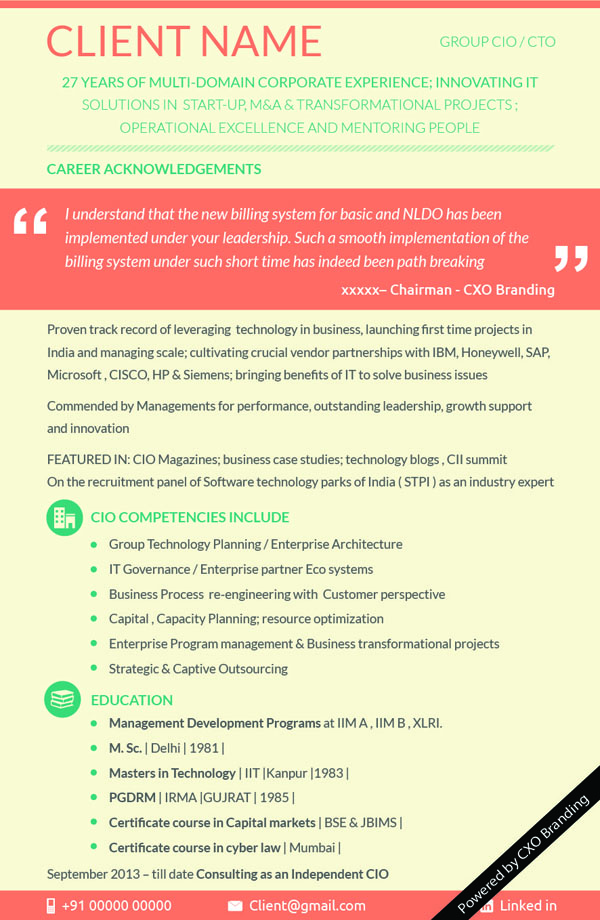 CLIENT NAME
GROUP CIO / CTO
27 YEARS OF MULTI-DOMAIN CORPORATE EXPERIENCE; INNOVATING IT
SOLUTIONS IN START-UP, M&A & TRANSFORMATIONAL PROJECTS ;
OPERATIONAL EXCELLENCE AND MENTORING PEOPLE
CAREER ACKNOWLEDGEMENTS
“ I understand that the new billing system for basic and NLDO has been
implemented under your leadership. Such a smooth implementation of the
billing system under such short time has indeed been path breaking ”
xxxxx– Chairman - CXO Branding
Proven track record of leveraging technology in business, launching first time projects in
India and managing scale; cultivating crucial vendor partnerships with IBM, Honeywell, SAP,
Microsoft , CISCO, HP & Siemens; bringing benefits of IT to solve business issues
Commended by Managements for performance, outstanding leadership, growth support
and innovation
FEATURED IN: CIO Magazines; business case studies; technology blogs , CII summit
On the recruitment panel of Software technology parks of India ( STPI ) as an industry expert
CIO COMPETENCIES INCLUDE
Group Technology Planning / Enterprise Architecture
IT Governance / Enterprise partner Eco systems
Business Process re-engineering with Customer perspective
Capital , Capacity Planning; resource optimization
Enterprise Program management & Business transformational projects
Strategic & Captive Outsourcing
EDUCATION
Management Development Programs at IIM A , IIM B , XLRI.
M. Sc. | Delhi | 1981 |
Masters in Technology | IIT |Kanpur |1983 |
PGDRM | IRMA |GUJRAT | 1985 |
Certificate course in Capital markets | BSE & JBIMS |
Certificate course in cyber law | Mumbai |
September 2013 – till date Consulting as an Independent CIO
+91 00000 00000
Client@gmail.com
Linked in
Powered by CXO Branding